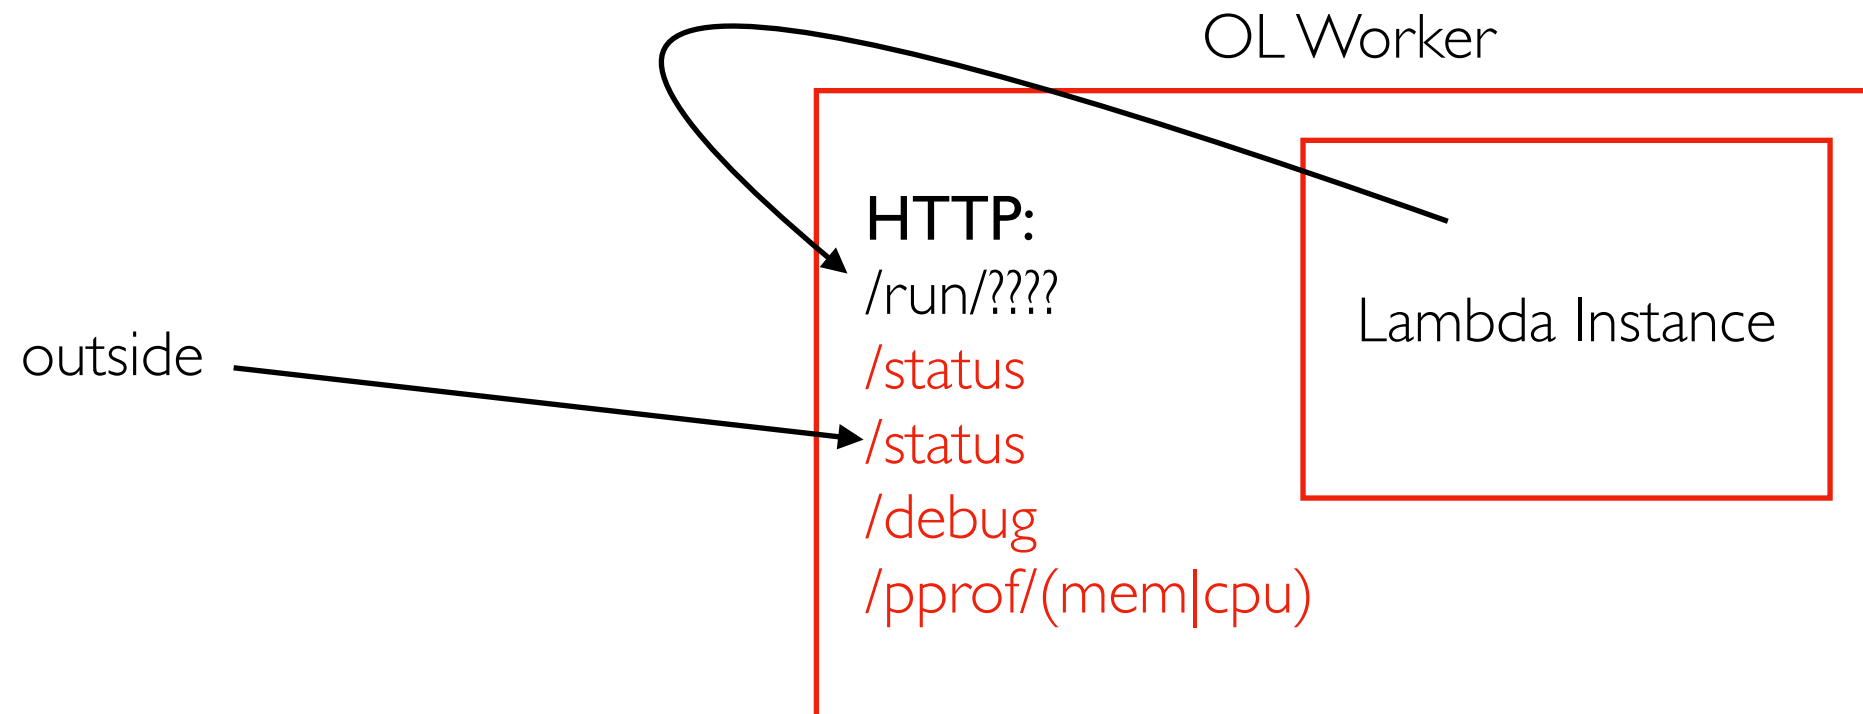 OL Worker
HTTP:
/run/????
/status
/status
/debug
/pprof/(mem|cpu)
outside
Lambda Instance